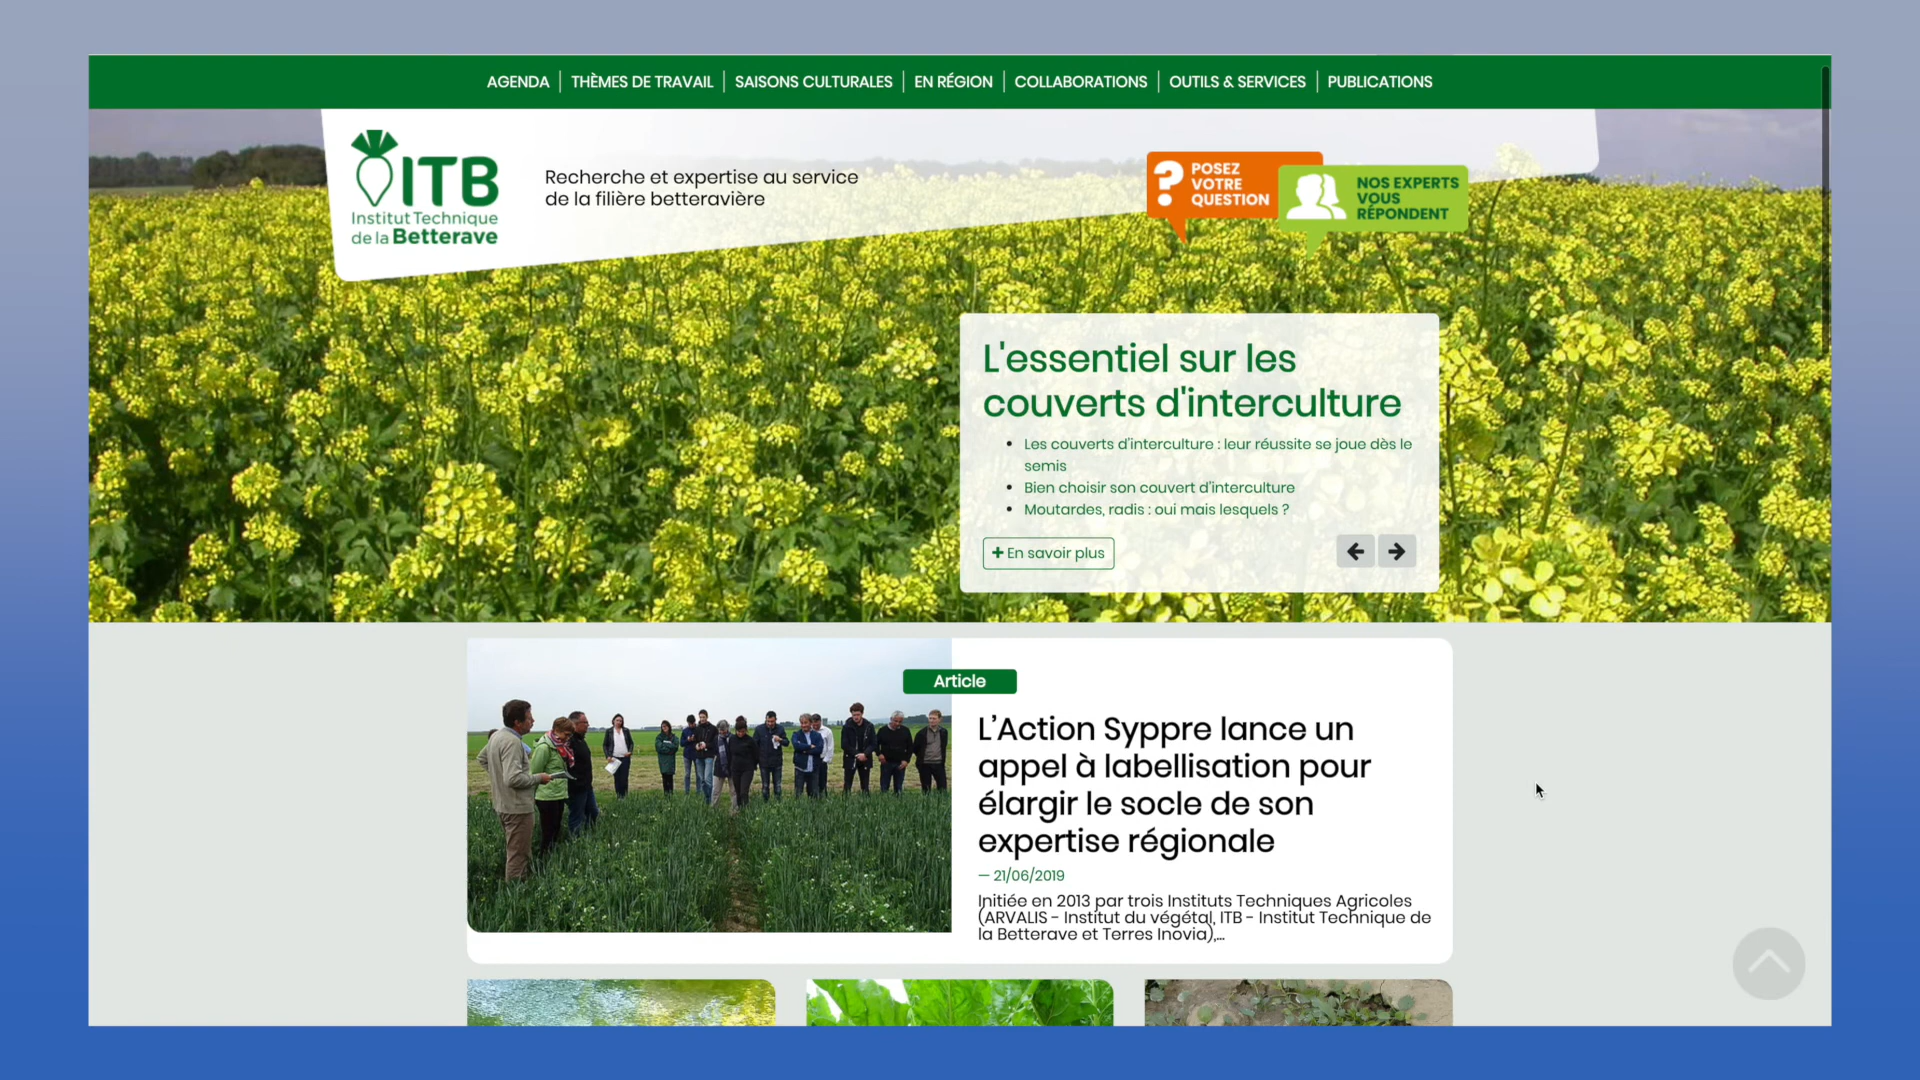 AGENDA
THÈMES DE TRAVAIL
SAISONS CULTURALES
EN RÉGION
COLLABORATIONS
OUTILS & SERVICES
PUBLICATIONS
ITB
Institut Technique
de la Betterave
Recherche et expertise au service
de la filière betteravière
? POSEZ
VOTRE
QUESTION
NOS EXPERTS
VOUS
RÉPONDENT
L'essentiel sur les
couverts d'interculture
• Les couverts d'interculture : leur réussite se joue dès le
semis
• Bien choisir son couvert d'interculture
• Moutardes, radis : oui mais lesquels ?
+ En savoir plus
Article
L’Action Syppre lance un
appel à labellisation pour
élargir le socle de son
expertise régionale
— 21/06/2019
Initiée en 2013 par trois Instituts Techniques Agricoles
(ARVALIS - Institut du végétal, ITB - Institut Technique de
la Betterave et Terres Inovia),...